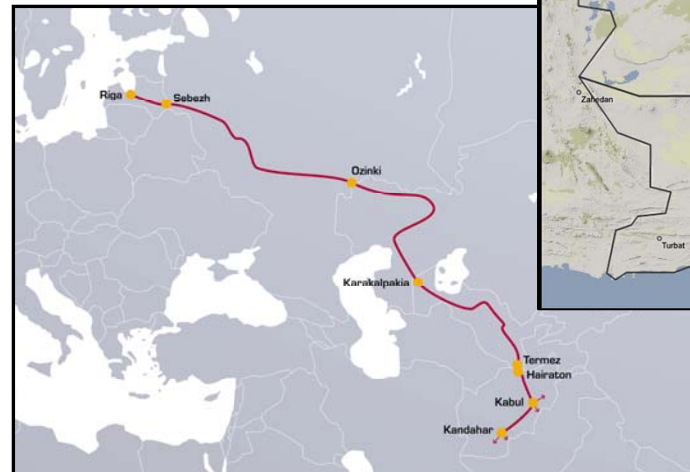 Riga
Sebezh
Ozinki
Karakalpakia
Termez
Hairaton
Kabul
Kandahar
Zahedan
Turbat